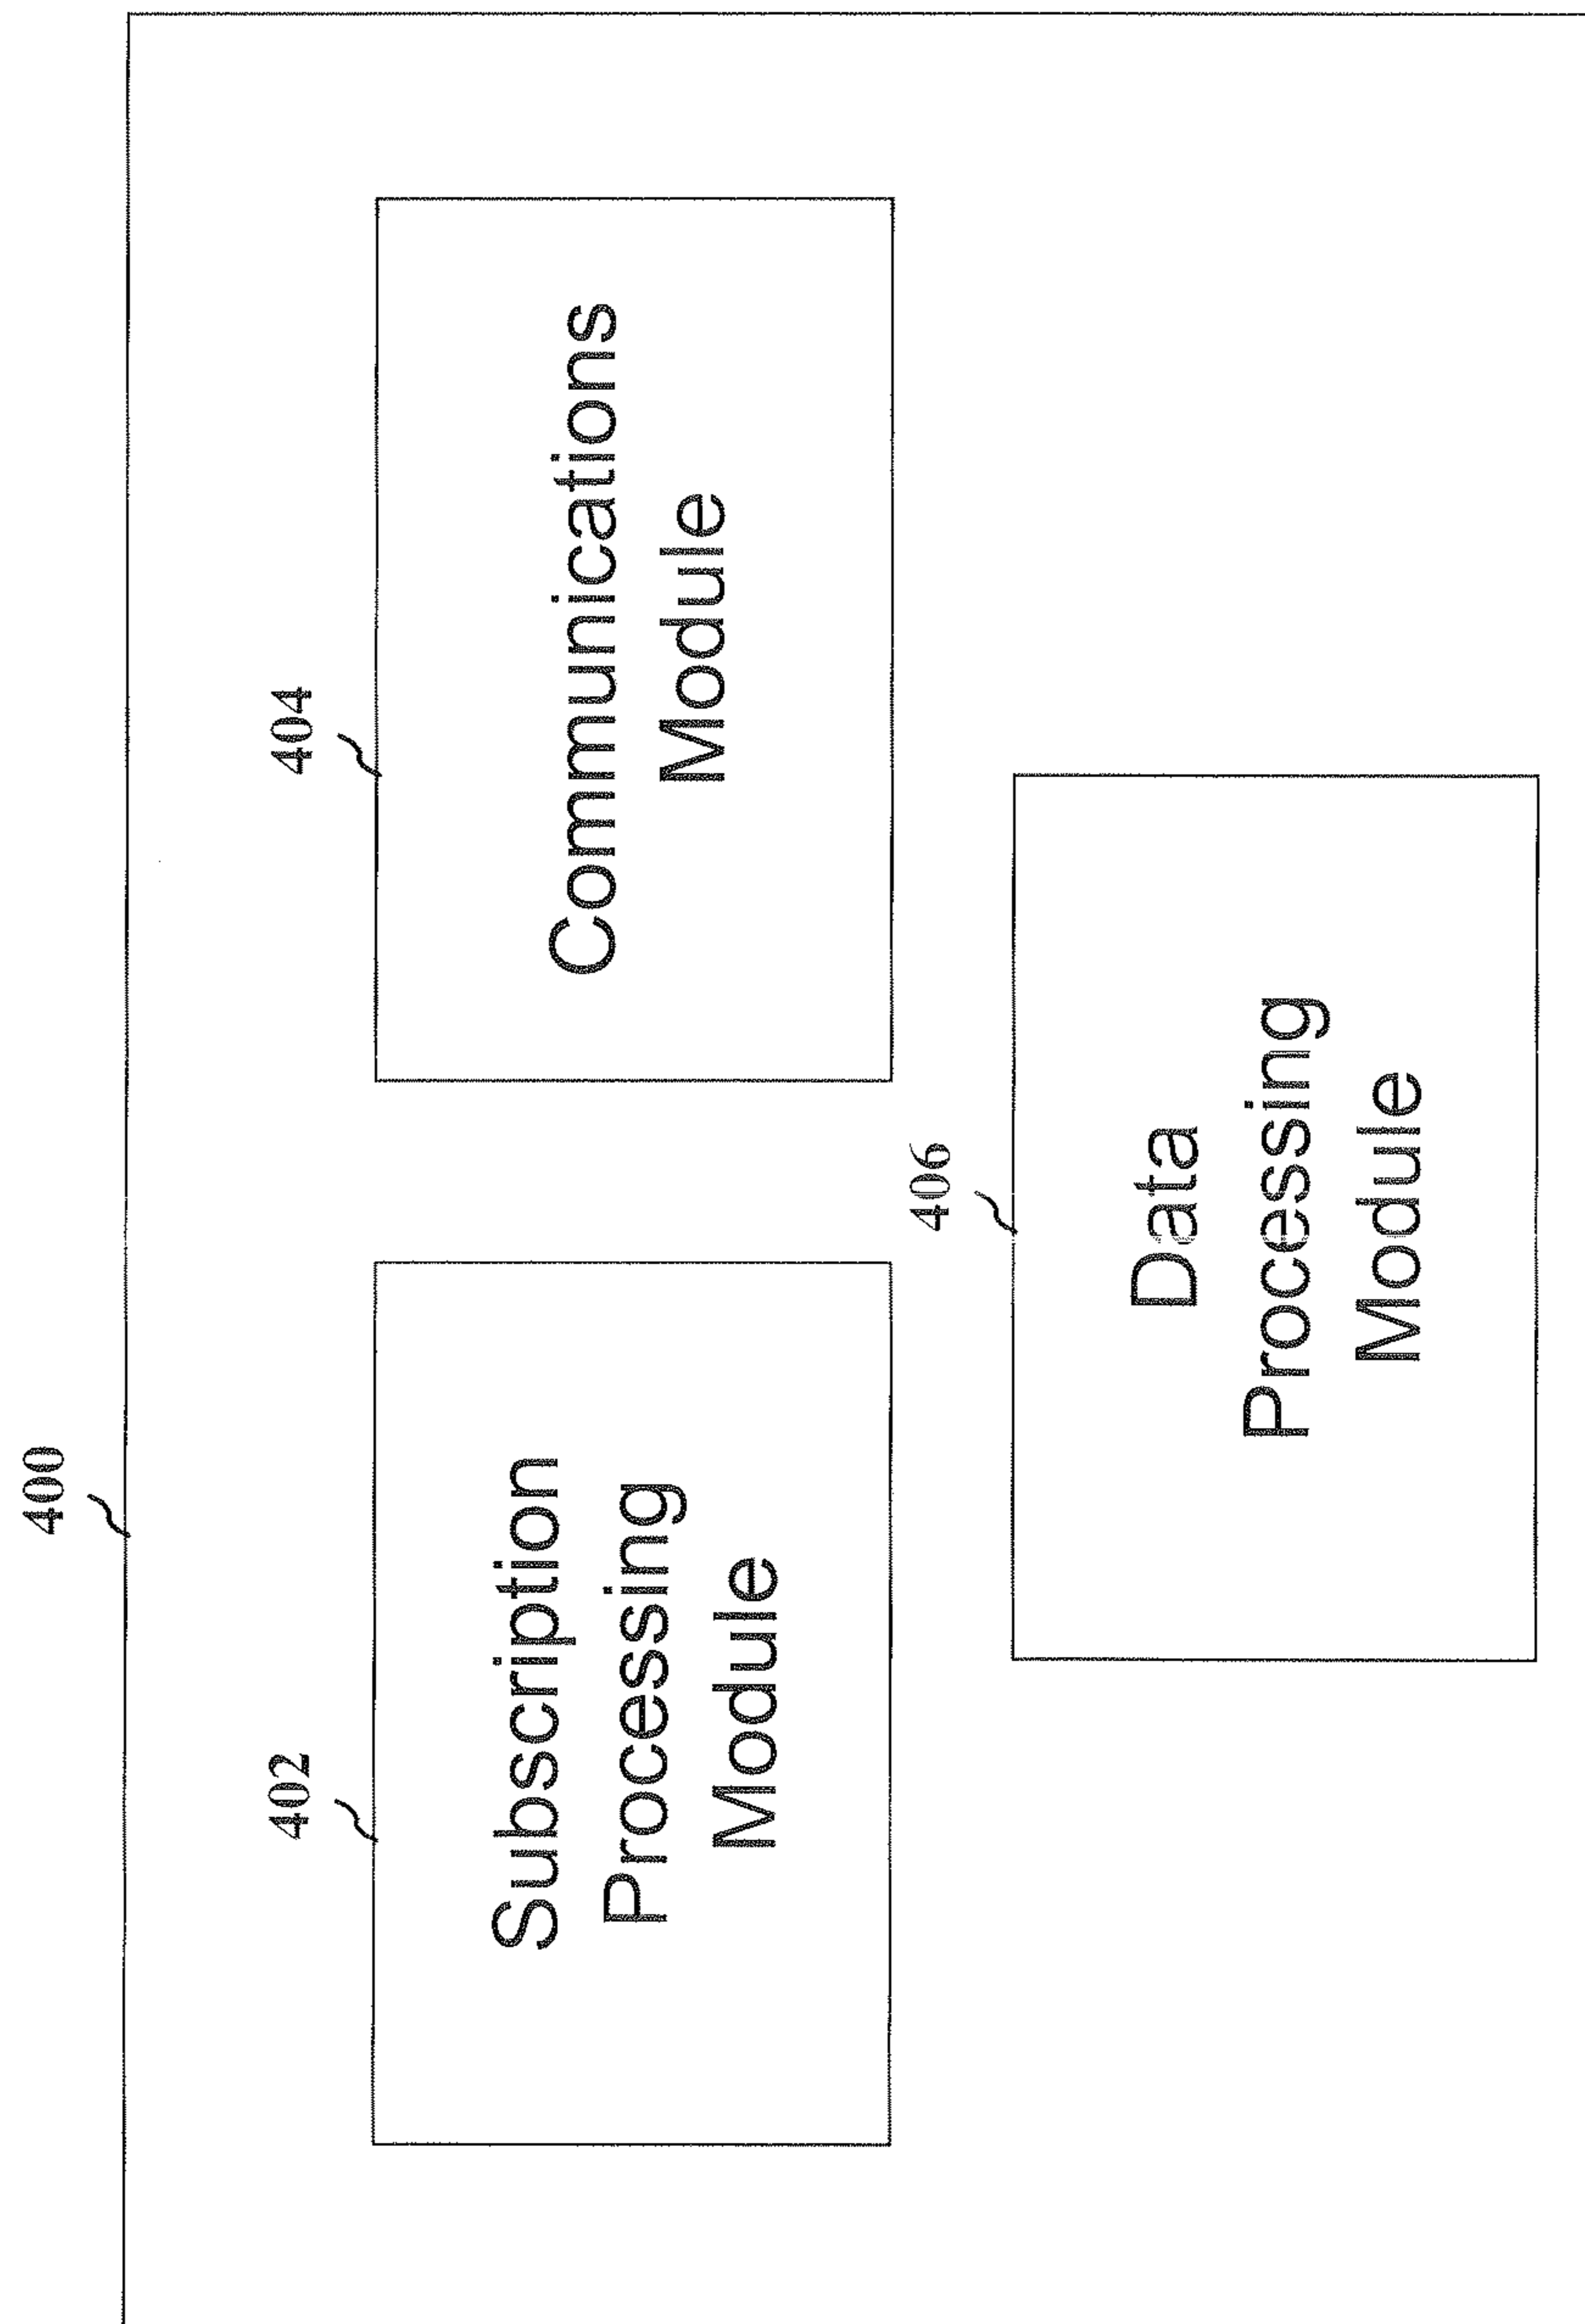 400
402
Subscription
Processing
Module
404
Communications
Module
406
Data
Processing
Module